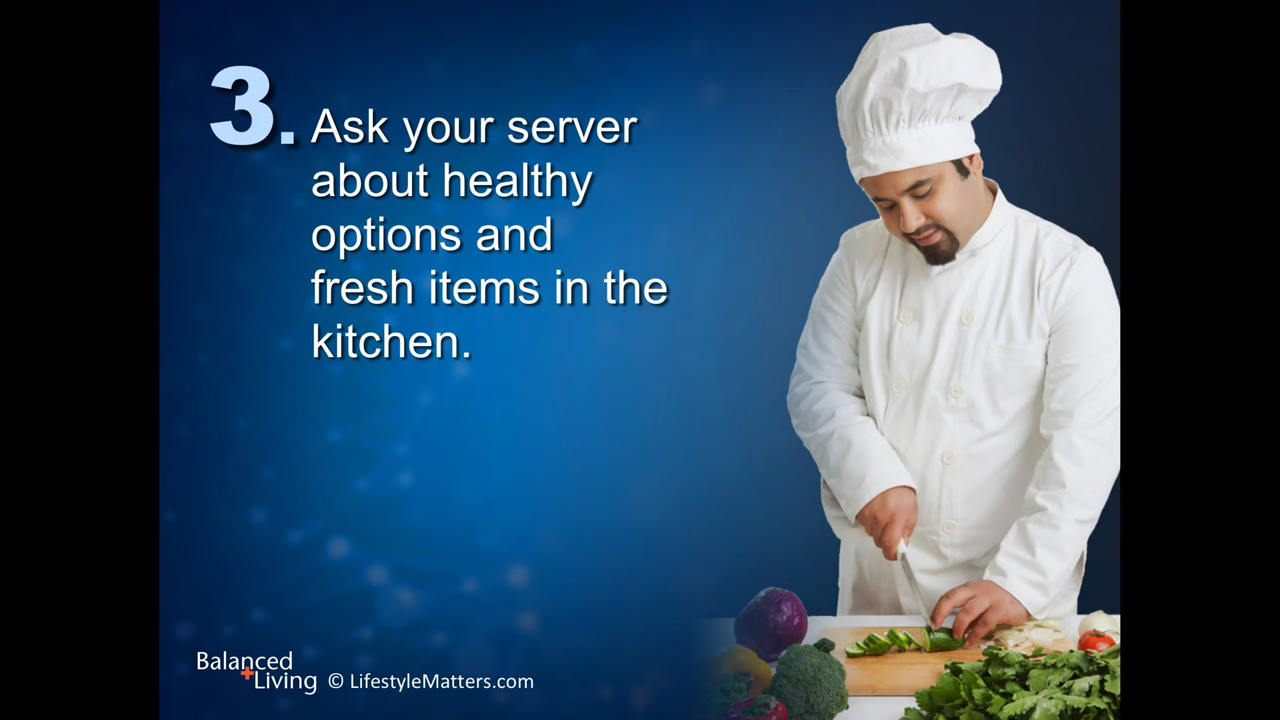 3. Ask your server
about healthy
options and
fresh items in the
kitchen.
Balanced
+Living © LifestyleMatters.com